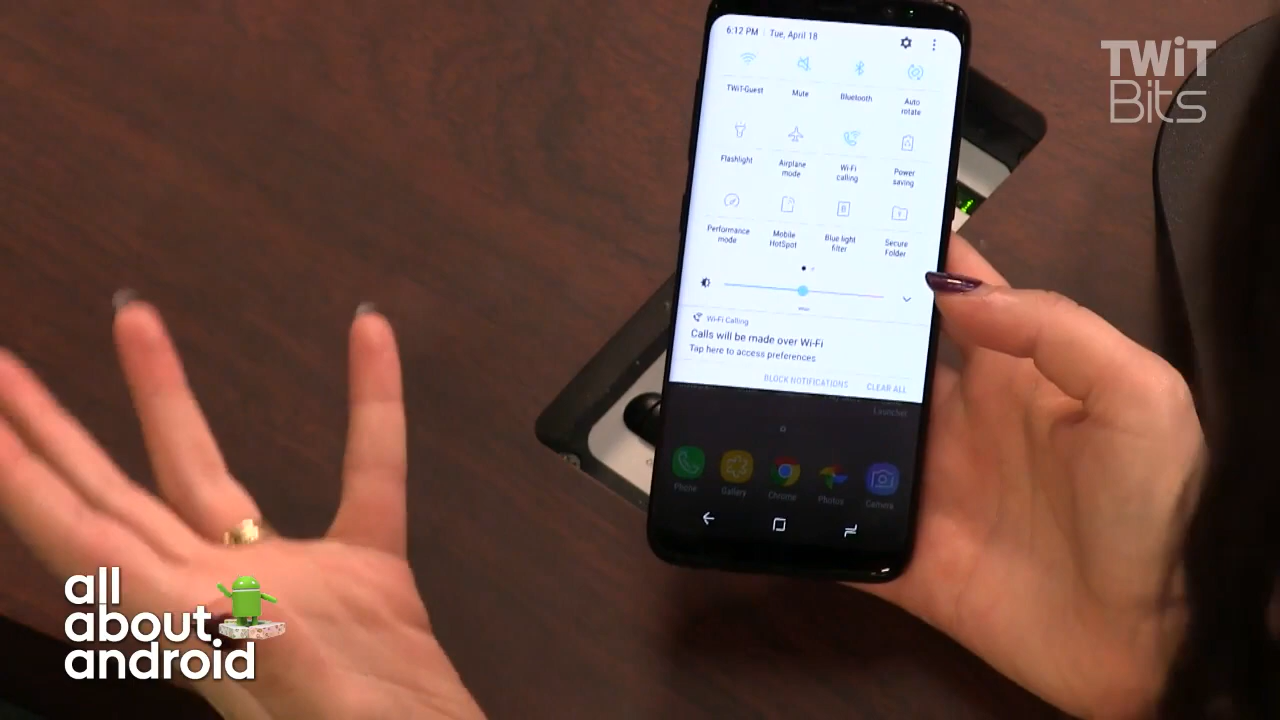 6:12 PM | Tue, April 18
TWiT
Bits
TWiT-Guest
Mute
Bluetooth
Auto
rotate
Flashlight
Airplane
mode
Wi-Fi
calling
Power
saving
Performance
mode
Mobile
HotSpot
Blue light
filter
Secure
Folder
Wi-Fi Calling
Calls will be made over Wi-Fi
Tap here to access preferences
BLOCK NOTIFICATIONS CLEAR ALL
Launcher
Phone
Gallery
Chrome
Photos
Camera
all
about
android